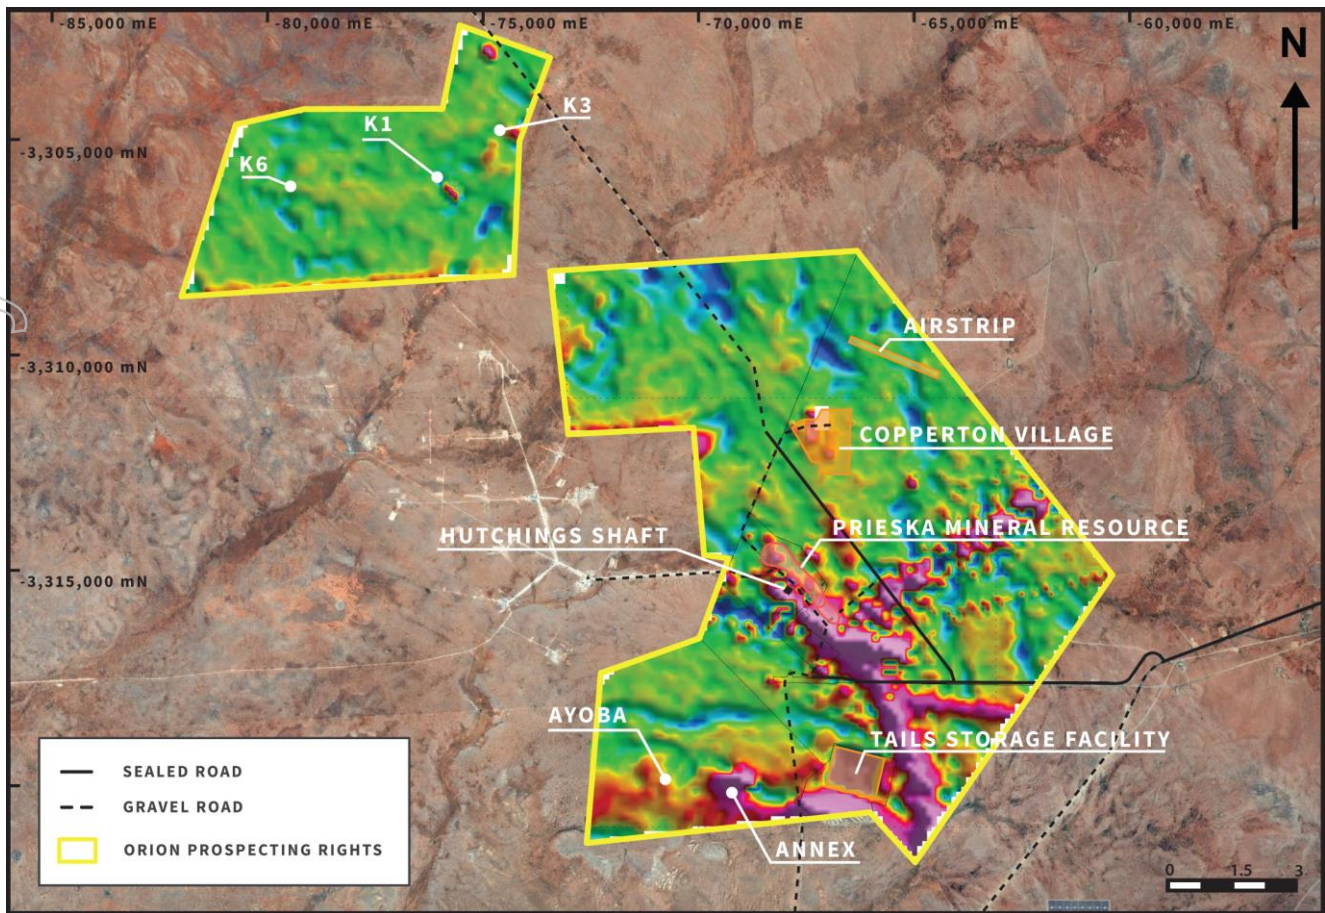 -85,000 mE
-80,000 mE
-75,000 mE
-70,000 mE
-65,000 mE
-60,000 mE
N
K3
K1
-3,305,000 mN
K6
AIRSTRIP
-3,310,000 mN
COPPERTON VILLAGE
PRIESKA MINERAL RESOURCE
HUTCHINGS SHAFT
-3,315,000 mN
AYOBA
TAILS STORAGE FACILITY
SEALED ROAD
GRAVEL ROAD
ORION PROSPECTING RIGHTS
ANNEX
0 1.5 3